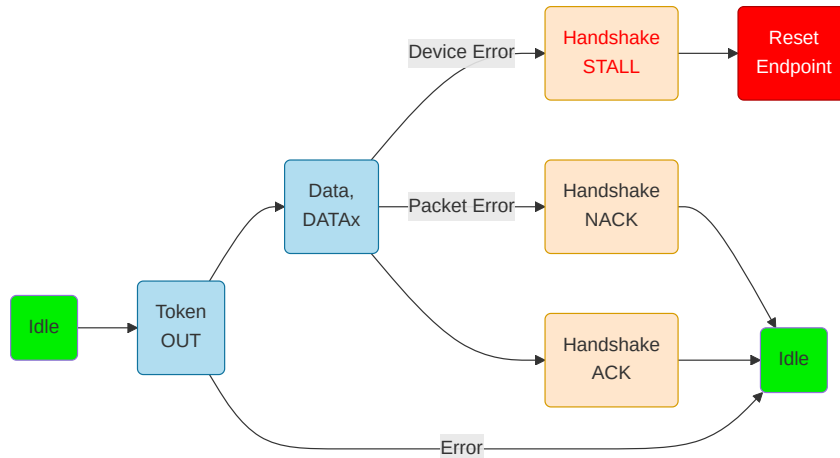 Device Error
Handshake
STALL
Reset
Endpoint
Data,
DATAx
Packet Error
Handshake
NACK
Idle
Token
OUT
Handshake
ACK
Idle
Error